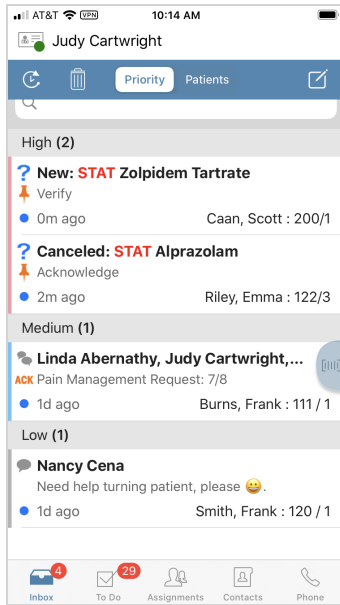 AT&T VPN 10:14 AM
Judy Cartwright
Priority Patients
High (2)
? New: STAT Zolpidem Tartrate
Verify
0m ago Caan, Scott : 200/1
? Canceled: STAT Alprazolam
Acknowledge
2m ago Riley, Emma : 122/3
Medium (1)
Linda Abernathy, Judy Cartwright,...
ACK Pain Management Request: 7/8
1d ago Burns, Frank : 111 / 1
Low (1)
Nancy Cena
Need help turning patient, please 😀.
1d ago Smith, Frank : 120 / 1
4 29
Inbox To Do Assignments Contacts Phone